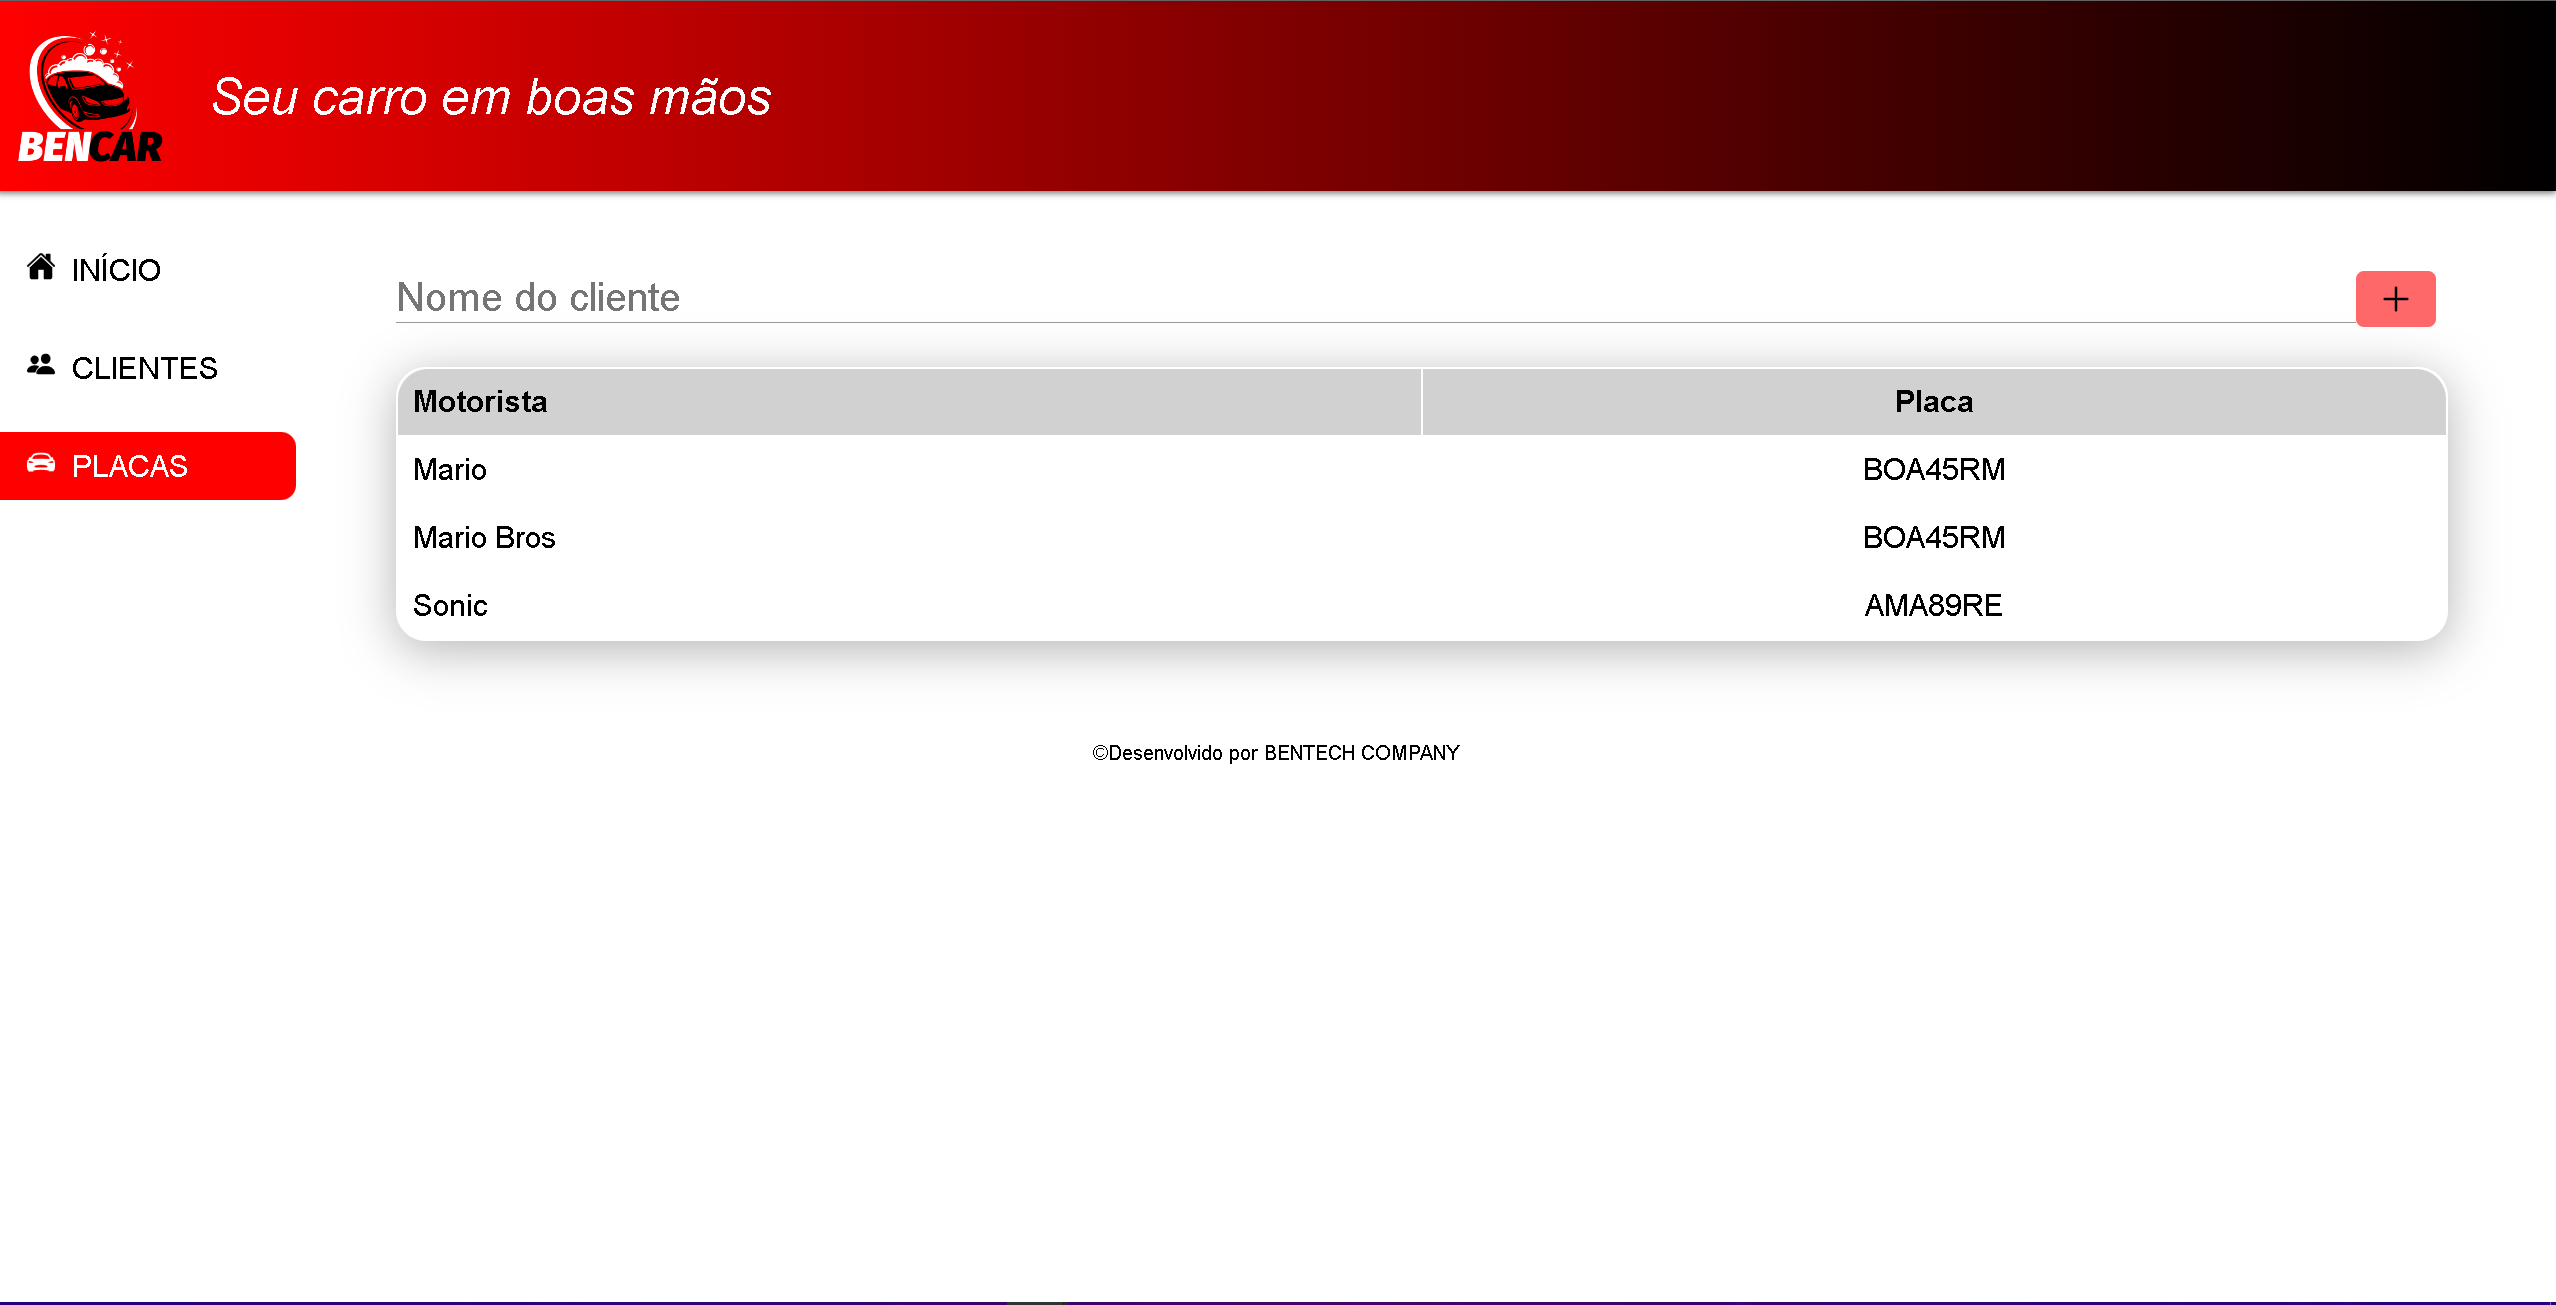 BENCAR
Seu carro em boas mãos
INÍCIO
CLIENTES
PLACAS
Nome do cliente
+
Motorista Placa
Mario BOA45RM
Mario Bros BOA45RM
Sonic AMA89RE
©Desenvolvido por BENTECH COMPANY